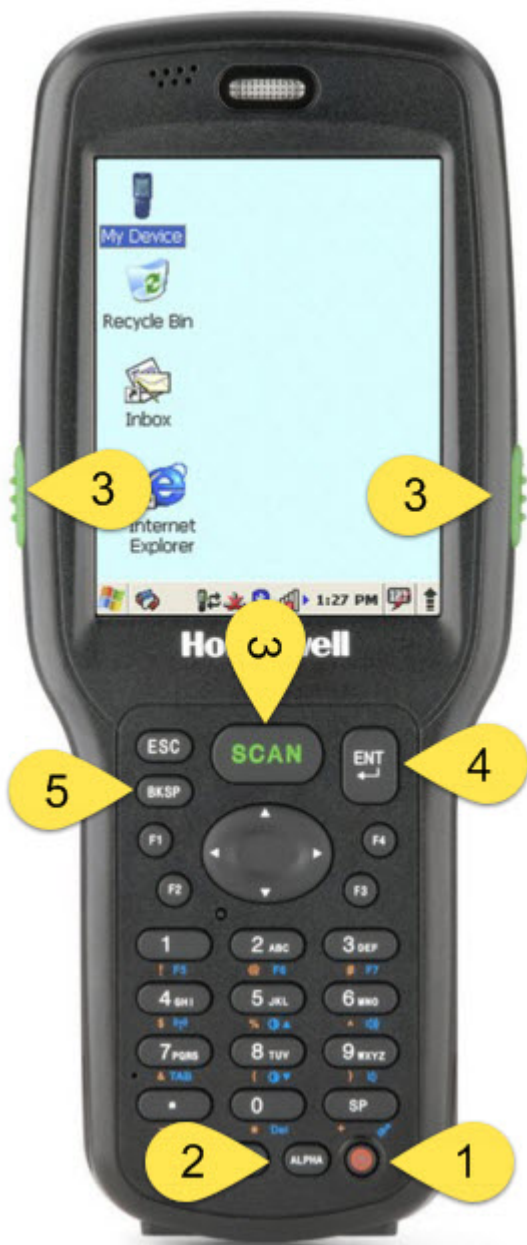 My Device
Recycle Bin
Inbox
Internet
Explorer
3
3
1:27 PM
3
ESC
SCAN
ENT
4
5
BKSP
F1
F4
F2
F3
1
2 ABC
3 DEF
! F5
@ F6
# F7
4 GHI
5 JKL
6 MNO
$
%
^
7 PQRS
8 TUV
9 WXYZ
& TAB
(
)
.
0
SP
* Del
+
2
ALPHA
1